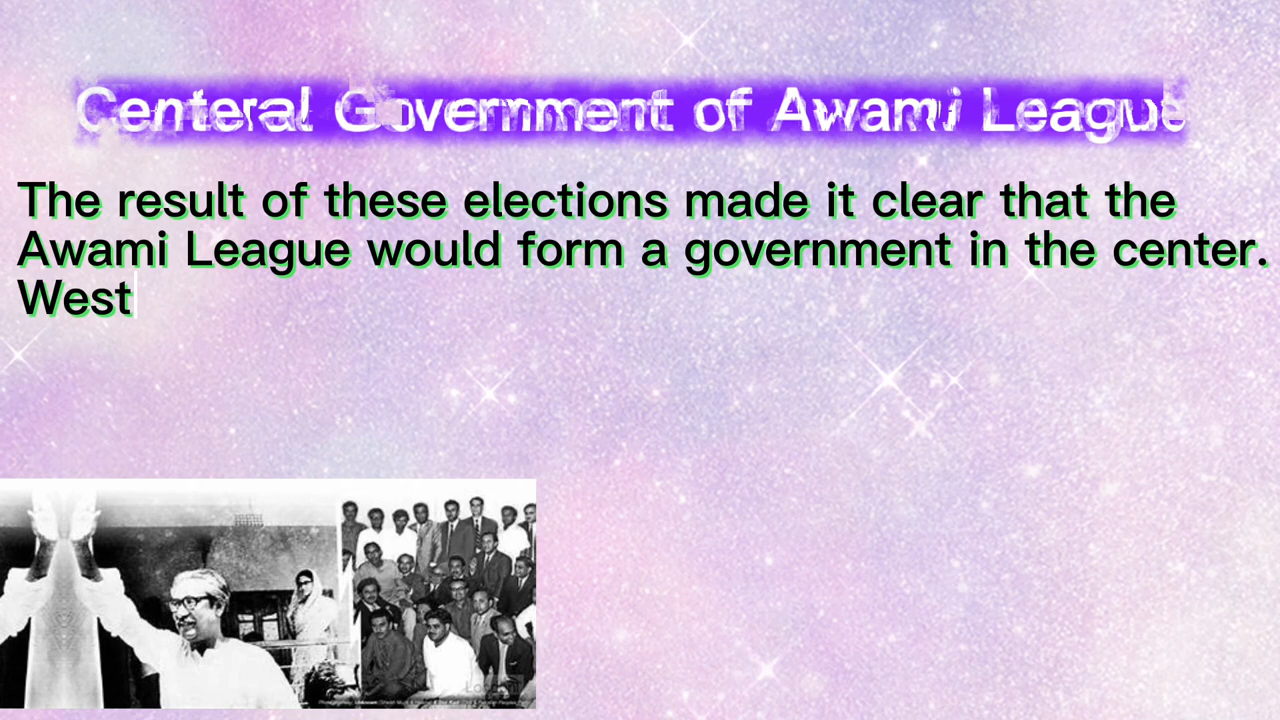 Centeral Government of Awami League
The result of these elections made it clear that the
Awami League would form a government in the center.
West